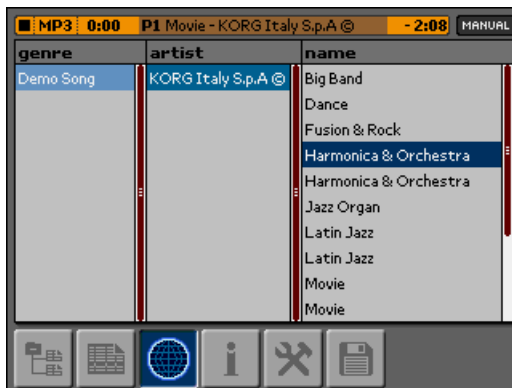 MP3 0:00 P1 Movie - KORG Italy S.p.A © - 2:08 MANUAL
genre artist name
Demo Song KORG Italy S.p.A © Big Band
Dance
Fusion & Rock
Harmonica & Orchestra
Harmonica & Orchestra
Jazz Organ
Latin Jazz
Latin Jazz
Movie
Movie